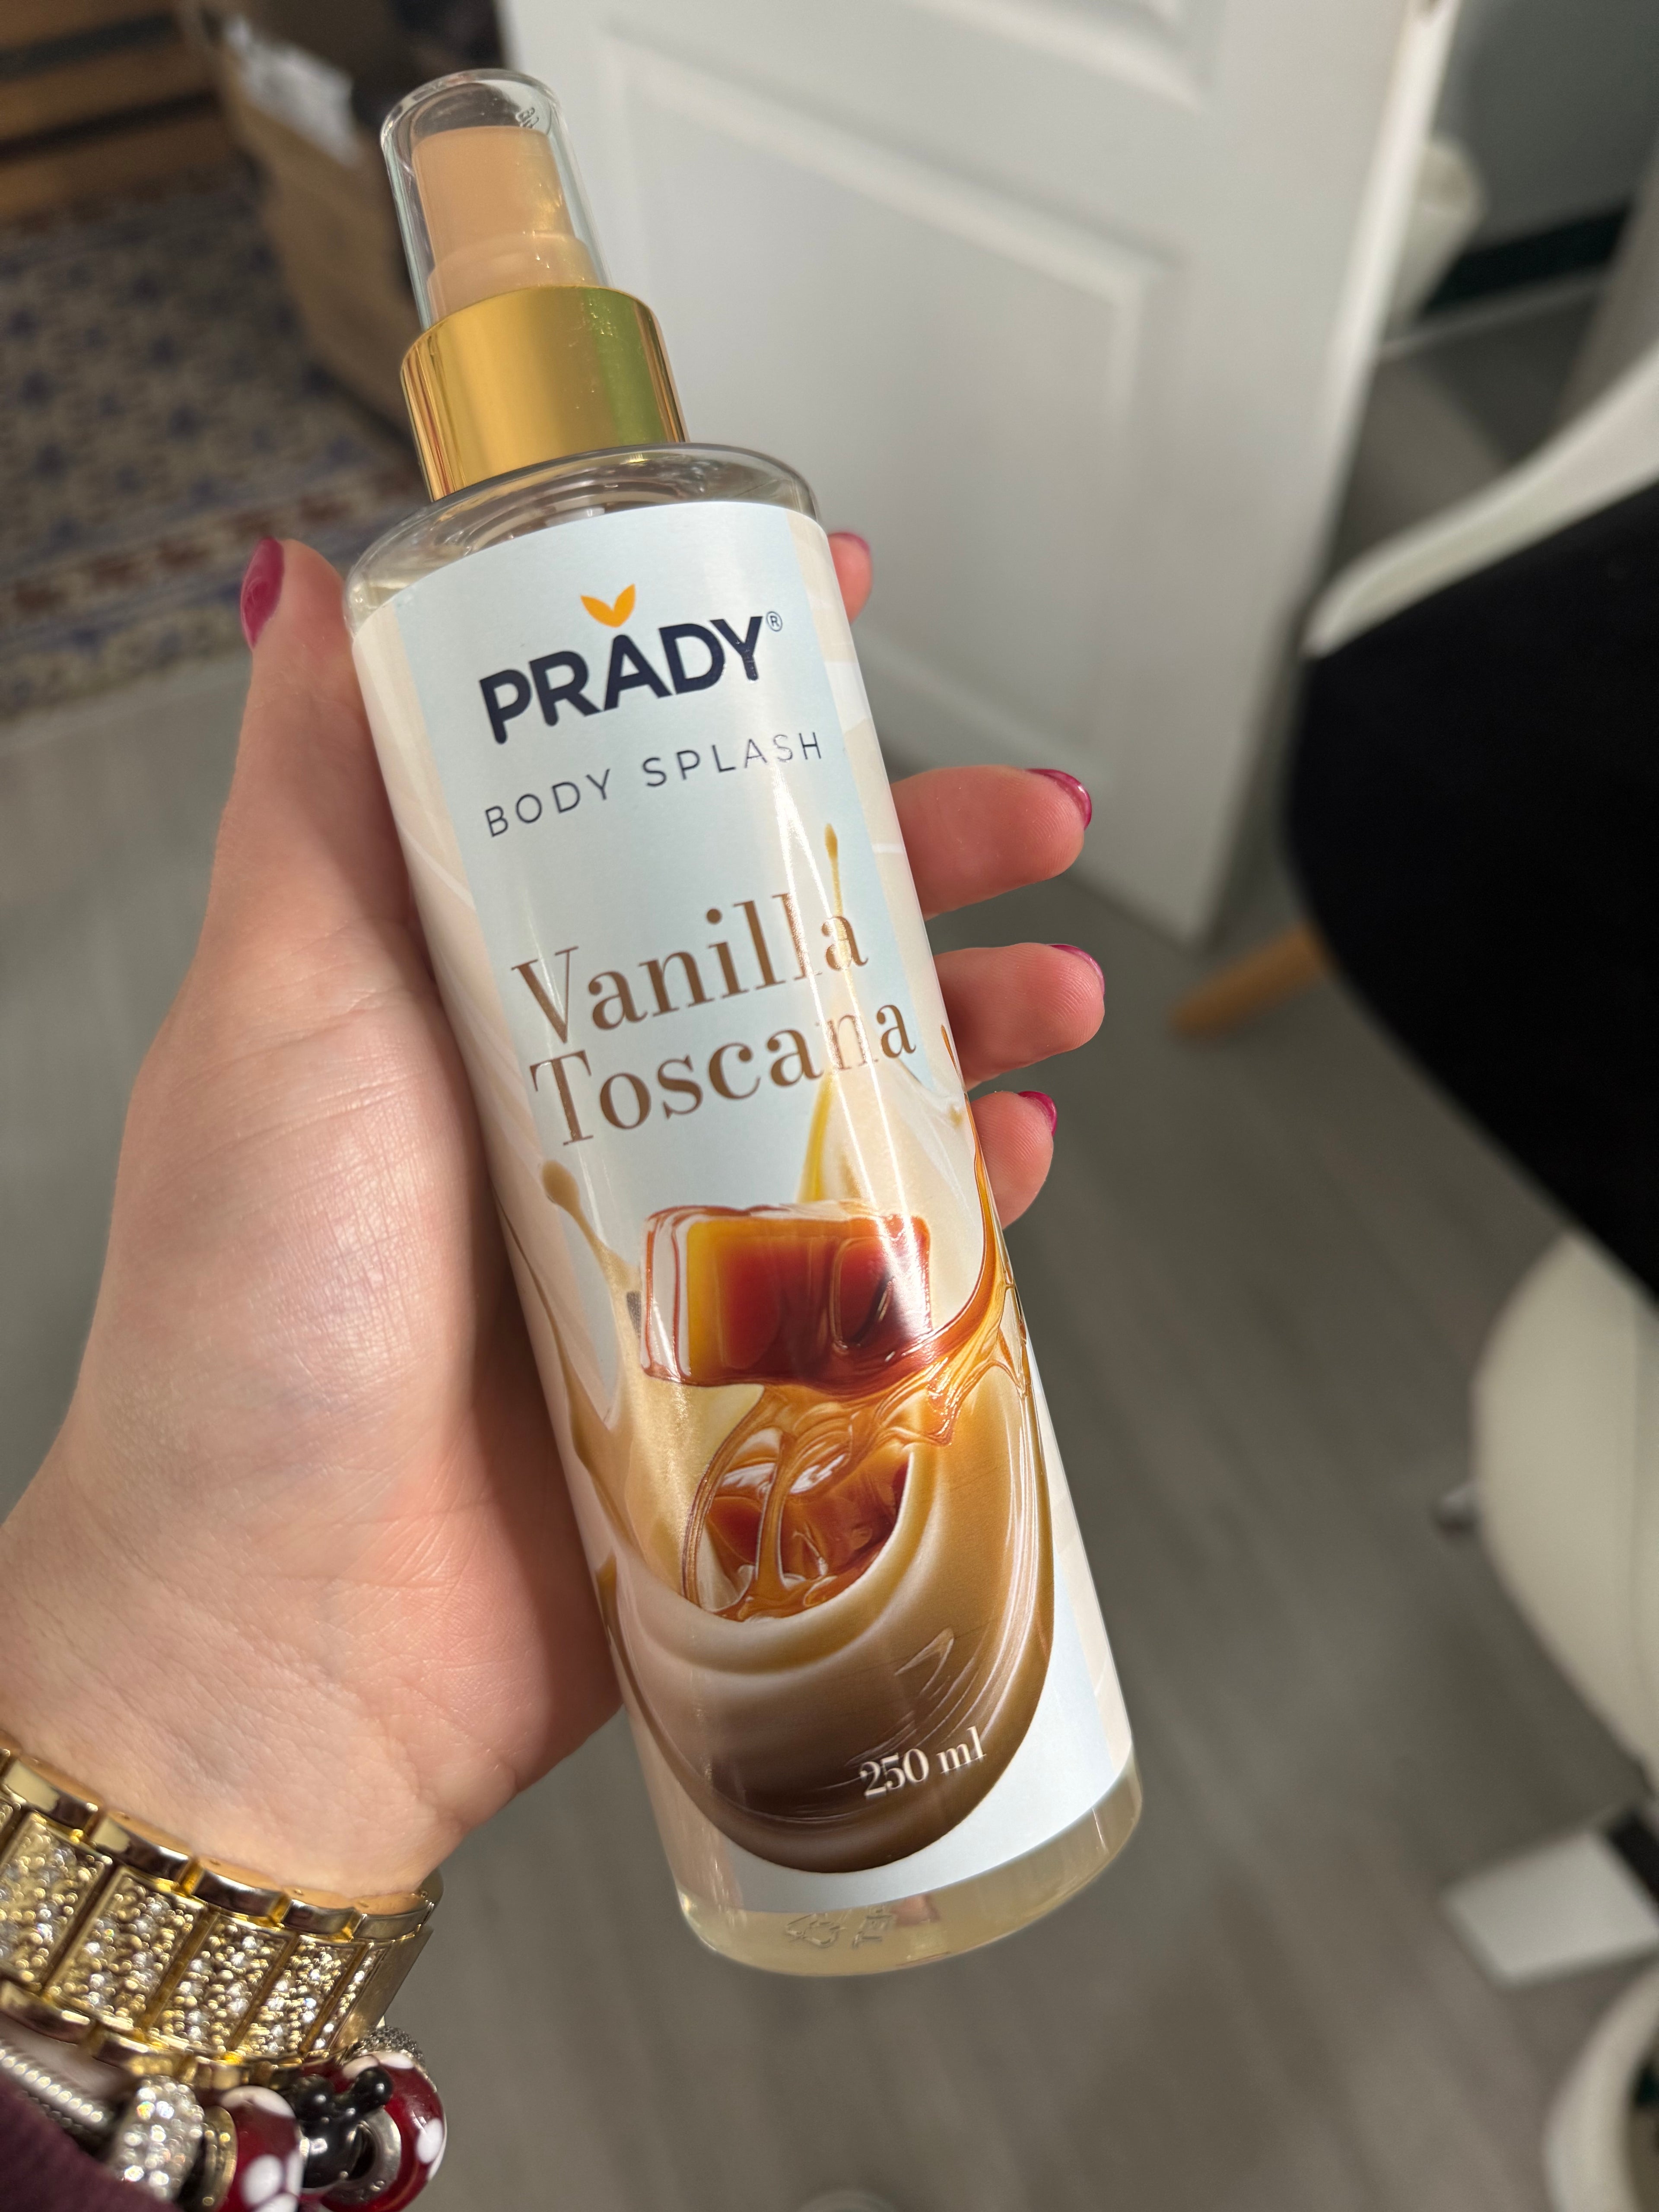 PRADY®
BODY SPLASH
Vanilla
Toscana
250 ml